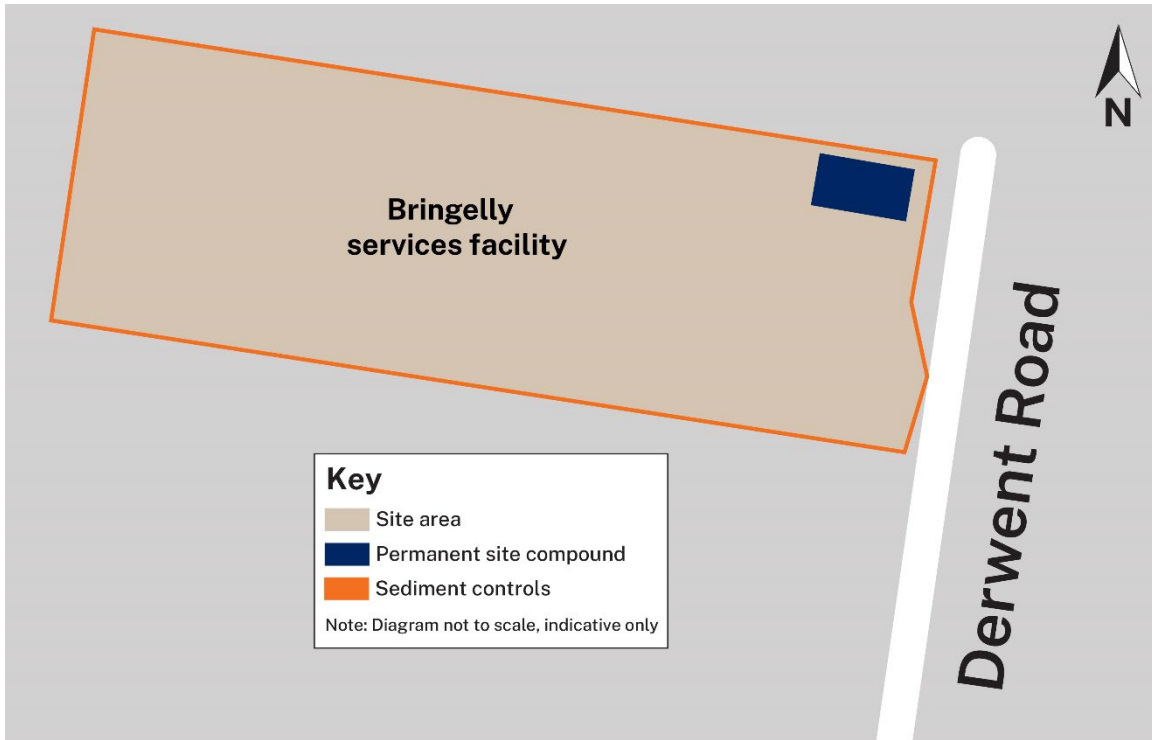 N
Bringelly
services facility
Derwent Road
Key
Site area
Permanent site compound
Sediment controls
Note: Diagram not to scale, indicative only